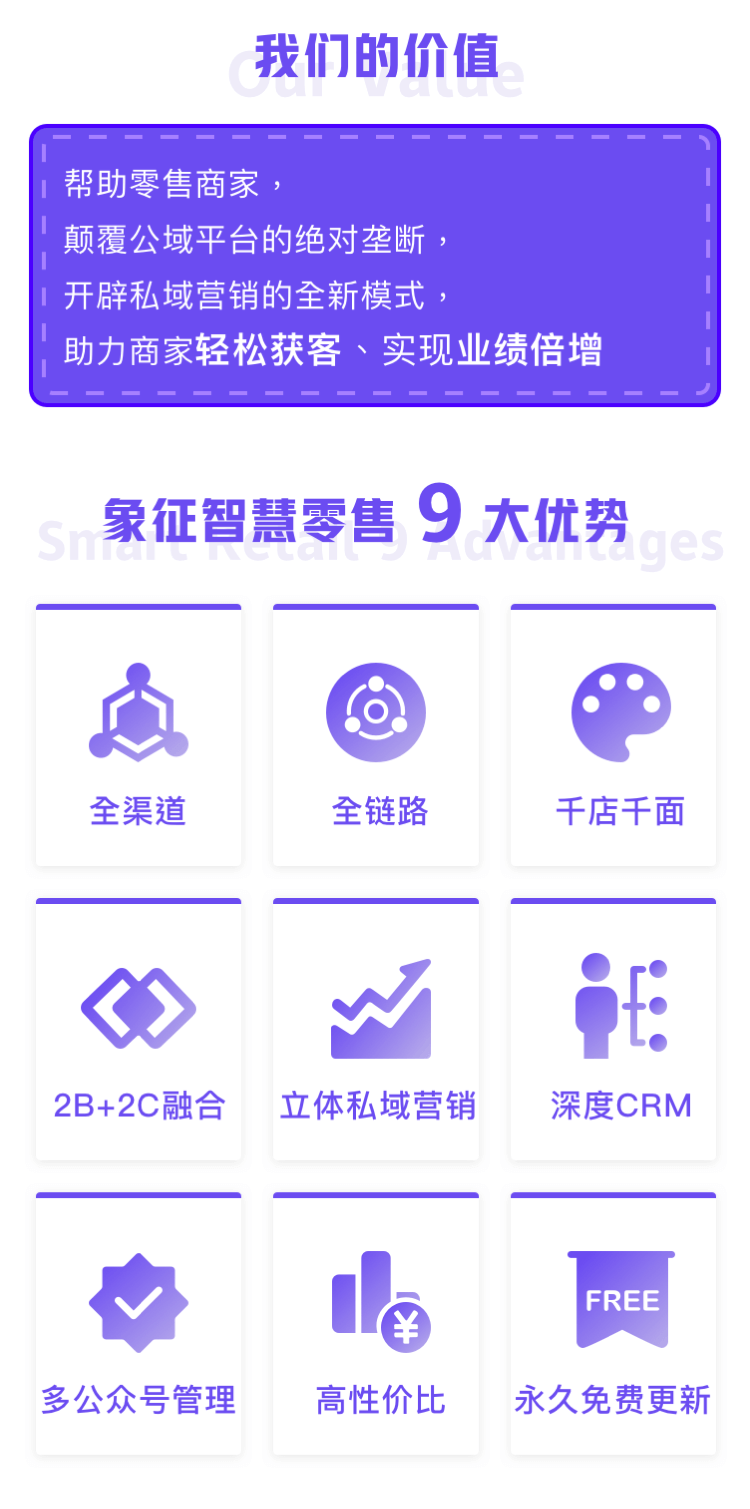 我们的价值
Our Value
帮助零售商家，
颠覆公域平台的绝对垄断，
开辟私域营销的全新模式，
助力商家轻松获客、实现业绩倍增
象征智慧零售 9 大优势
Smart Retail 9 Advantages
全渠道
全链路
千店千面
2B+2C融合
立体私域营销
深度CRM
多公众号管理
¥
高性价比
FREE
永久免费更新